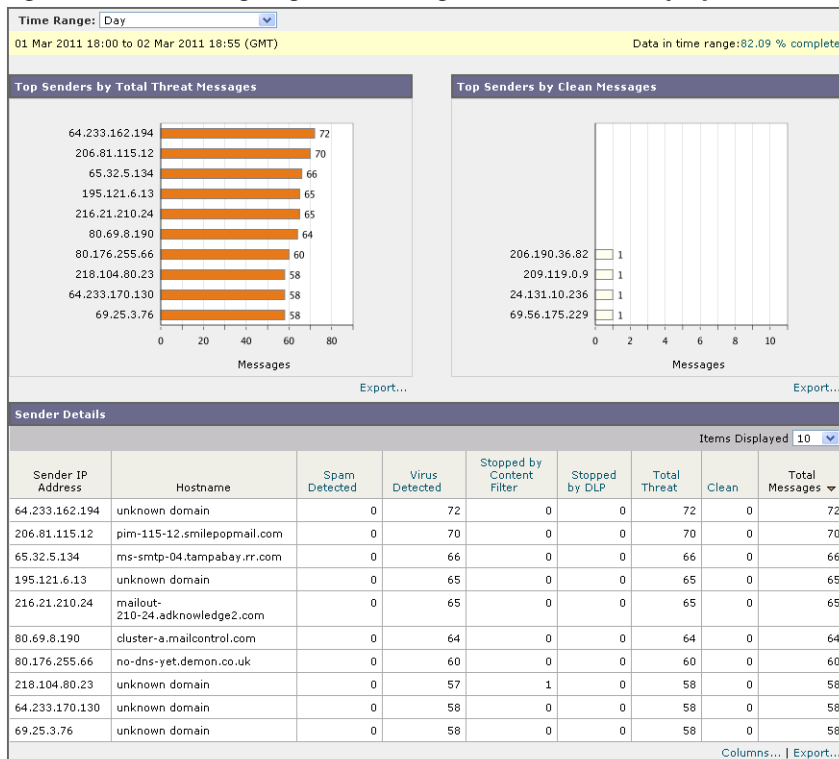 Time Range: Day
01 Mar 2011 18:00 to 02 Mar 2011 18:55 (GMT) Data in time range:82.09 % complete
Top Senders by Total Threat Messages
64.233.162.194 72
206.81.115.12 70
65.32.5.134 66
195.121.6.13 65
216.21.210.24 65
80.69.8.190 64
80.176.255.66 60
218.104.80.23 58
64.233.170.130 58
69.25.3.76 58
0 20 40 60 80
Messages
Export...
Top Senders by Clean Messages
206.190.36.82 1
209.119.0.9 1
24.131.10.236 1
69.56.175.229 1
0 2 4 6 8 10
Messages
Export...
Sender Details
Items Displayed 10
Sender IP Address Hostname Spam Detected Virus Detected Stopped by Content Filter Stopped by DLP Total Threat Clean Total Messages
64.233.162.194 unknown domain 0 72 0 0 72 0 72
206.81.115.12 pim-115-12.smilepopmail.com 0 70 0 0 70 0 70
65.32.5.134 ms-smtp-04.tampabay.rr.com 0 66 0 0 66 0 66
195.121.6.13 unknown domain 0 65 0 0 65 0 65
216.21.210.24 mailout-210-24.adknowledge2.com 0 65 0 0 65 0 65
80.69.8.190 cluster-a.mailcontrol.com 0 64 0 0 64 0 64
80.176.255.66 no-dns-yet.demon.co.uk 0 60 0 0 60 0 60
218.104.80.23 unknown domain 0 57 1 0 58 0 58
64.233.170.130 unknown domain 0 58 0 0 58 0 58
69.25.3.76 unknown domain 0 58 0 0 58 0 58
Columns... | Export...